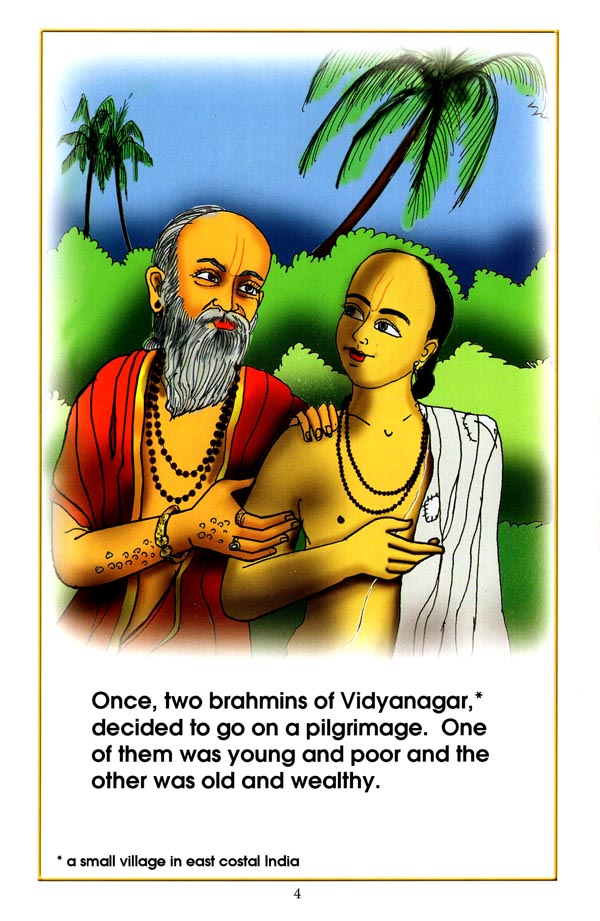 Once, two brahmins of Vidyanagar,*
decided to go on a pilgrimage. One
of them was young and poor and the
other was old and wealthy.
* a small village in east costal India
4